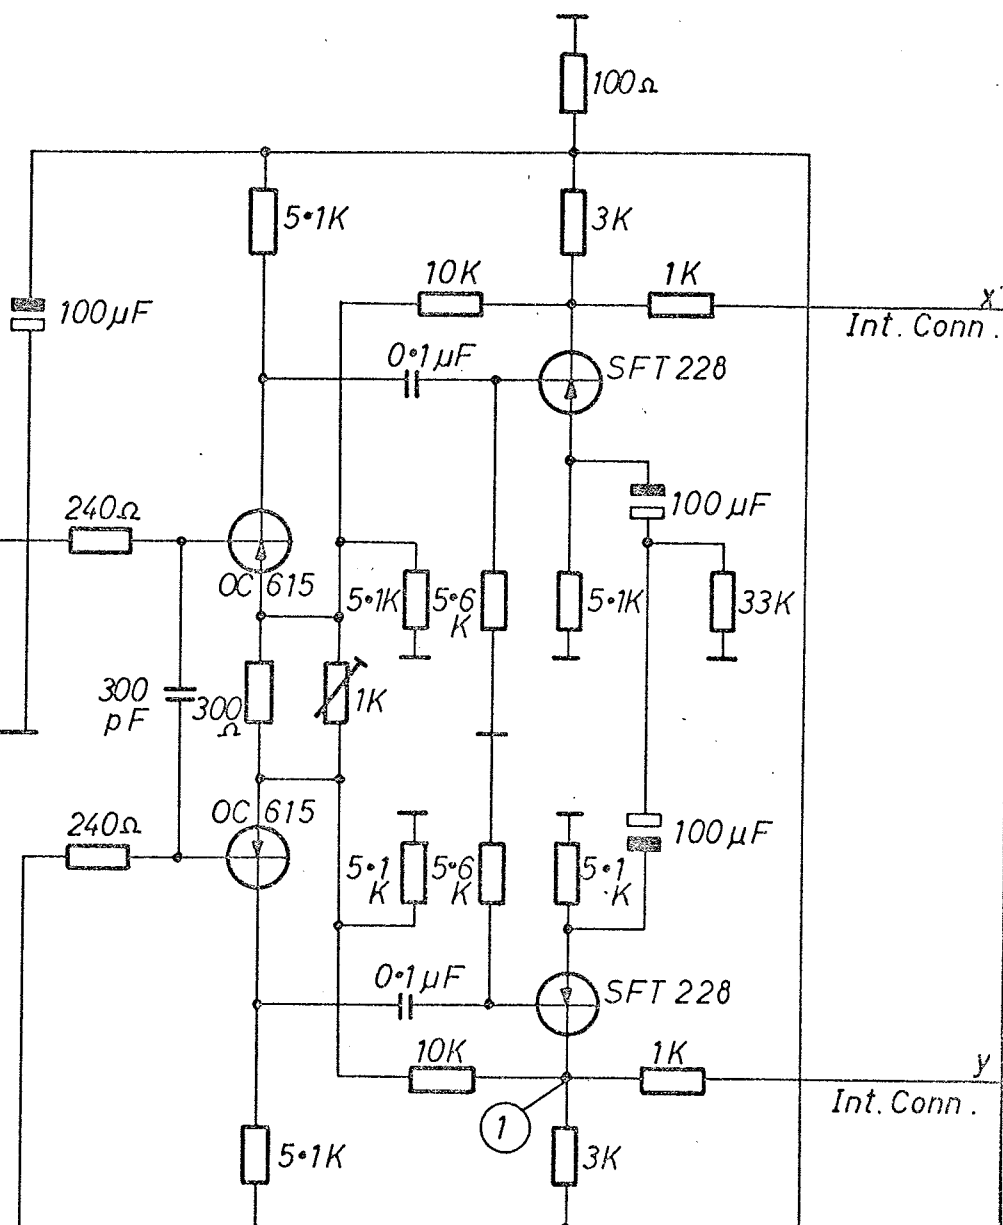 100Ω
5·1K
3K
10K
1K
100µF
x
Int. Conn.
0·1µF
SFT 228
240Ω
100µF
OC 615
5·1K
5·6
K
5·1K
33K
300
pF
300
Ω
1K
OC 615
240Ω
100µF
5·1
K
5·6
K
5·1
K
0·1µF
SFT 228
10K
1K
y
Int. Conn.
1
5·1K
3K